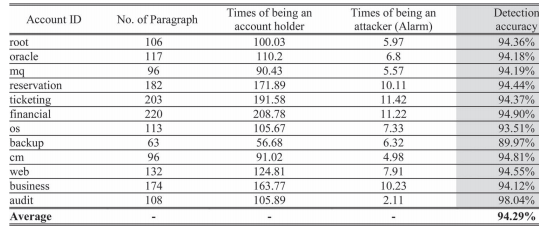 Account ID No. of Paragraph Times of being an account holder Times of being an attacker (Alarm) Detection accuracy
root 106 100.03 5.97 94.36%
oracle 117 110.2 6.8 94.18%
mq 96 90.43 5.57 94.19%
reservation 182 171.89 10.11 94.44%
ticketing 203 191.58 11.42 94.37%
financial 220 208.78 11.22 94.90%
os 113 105.67 7.33 93.51%
backup 63 56.68 6.32 89.97%
cm 96 91.02 4.98 94.81%
web 132 124.81 7.91 94.55%
business 174 163.77 10.23 94.12%
audit 108 105.89 2.11 98.04%
Average - - - 94.29%